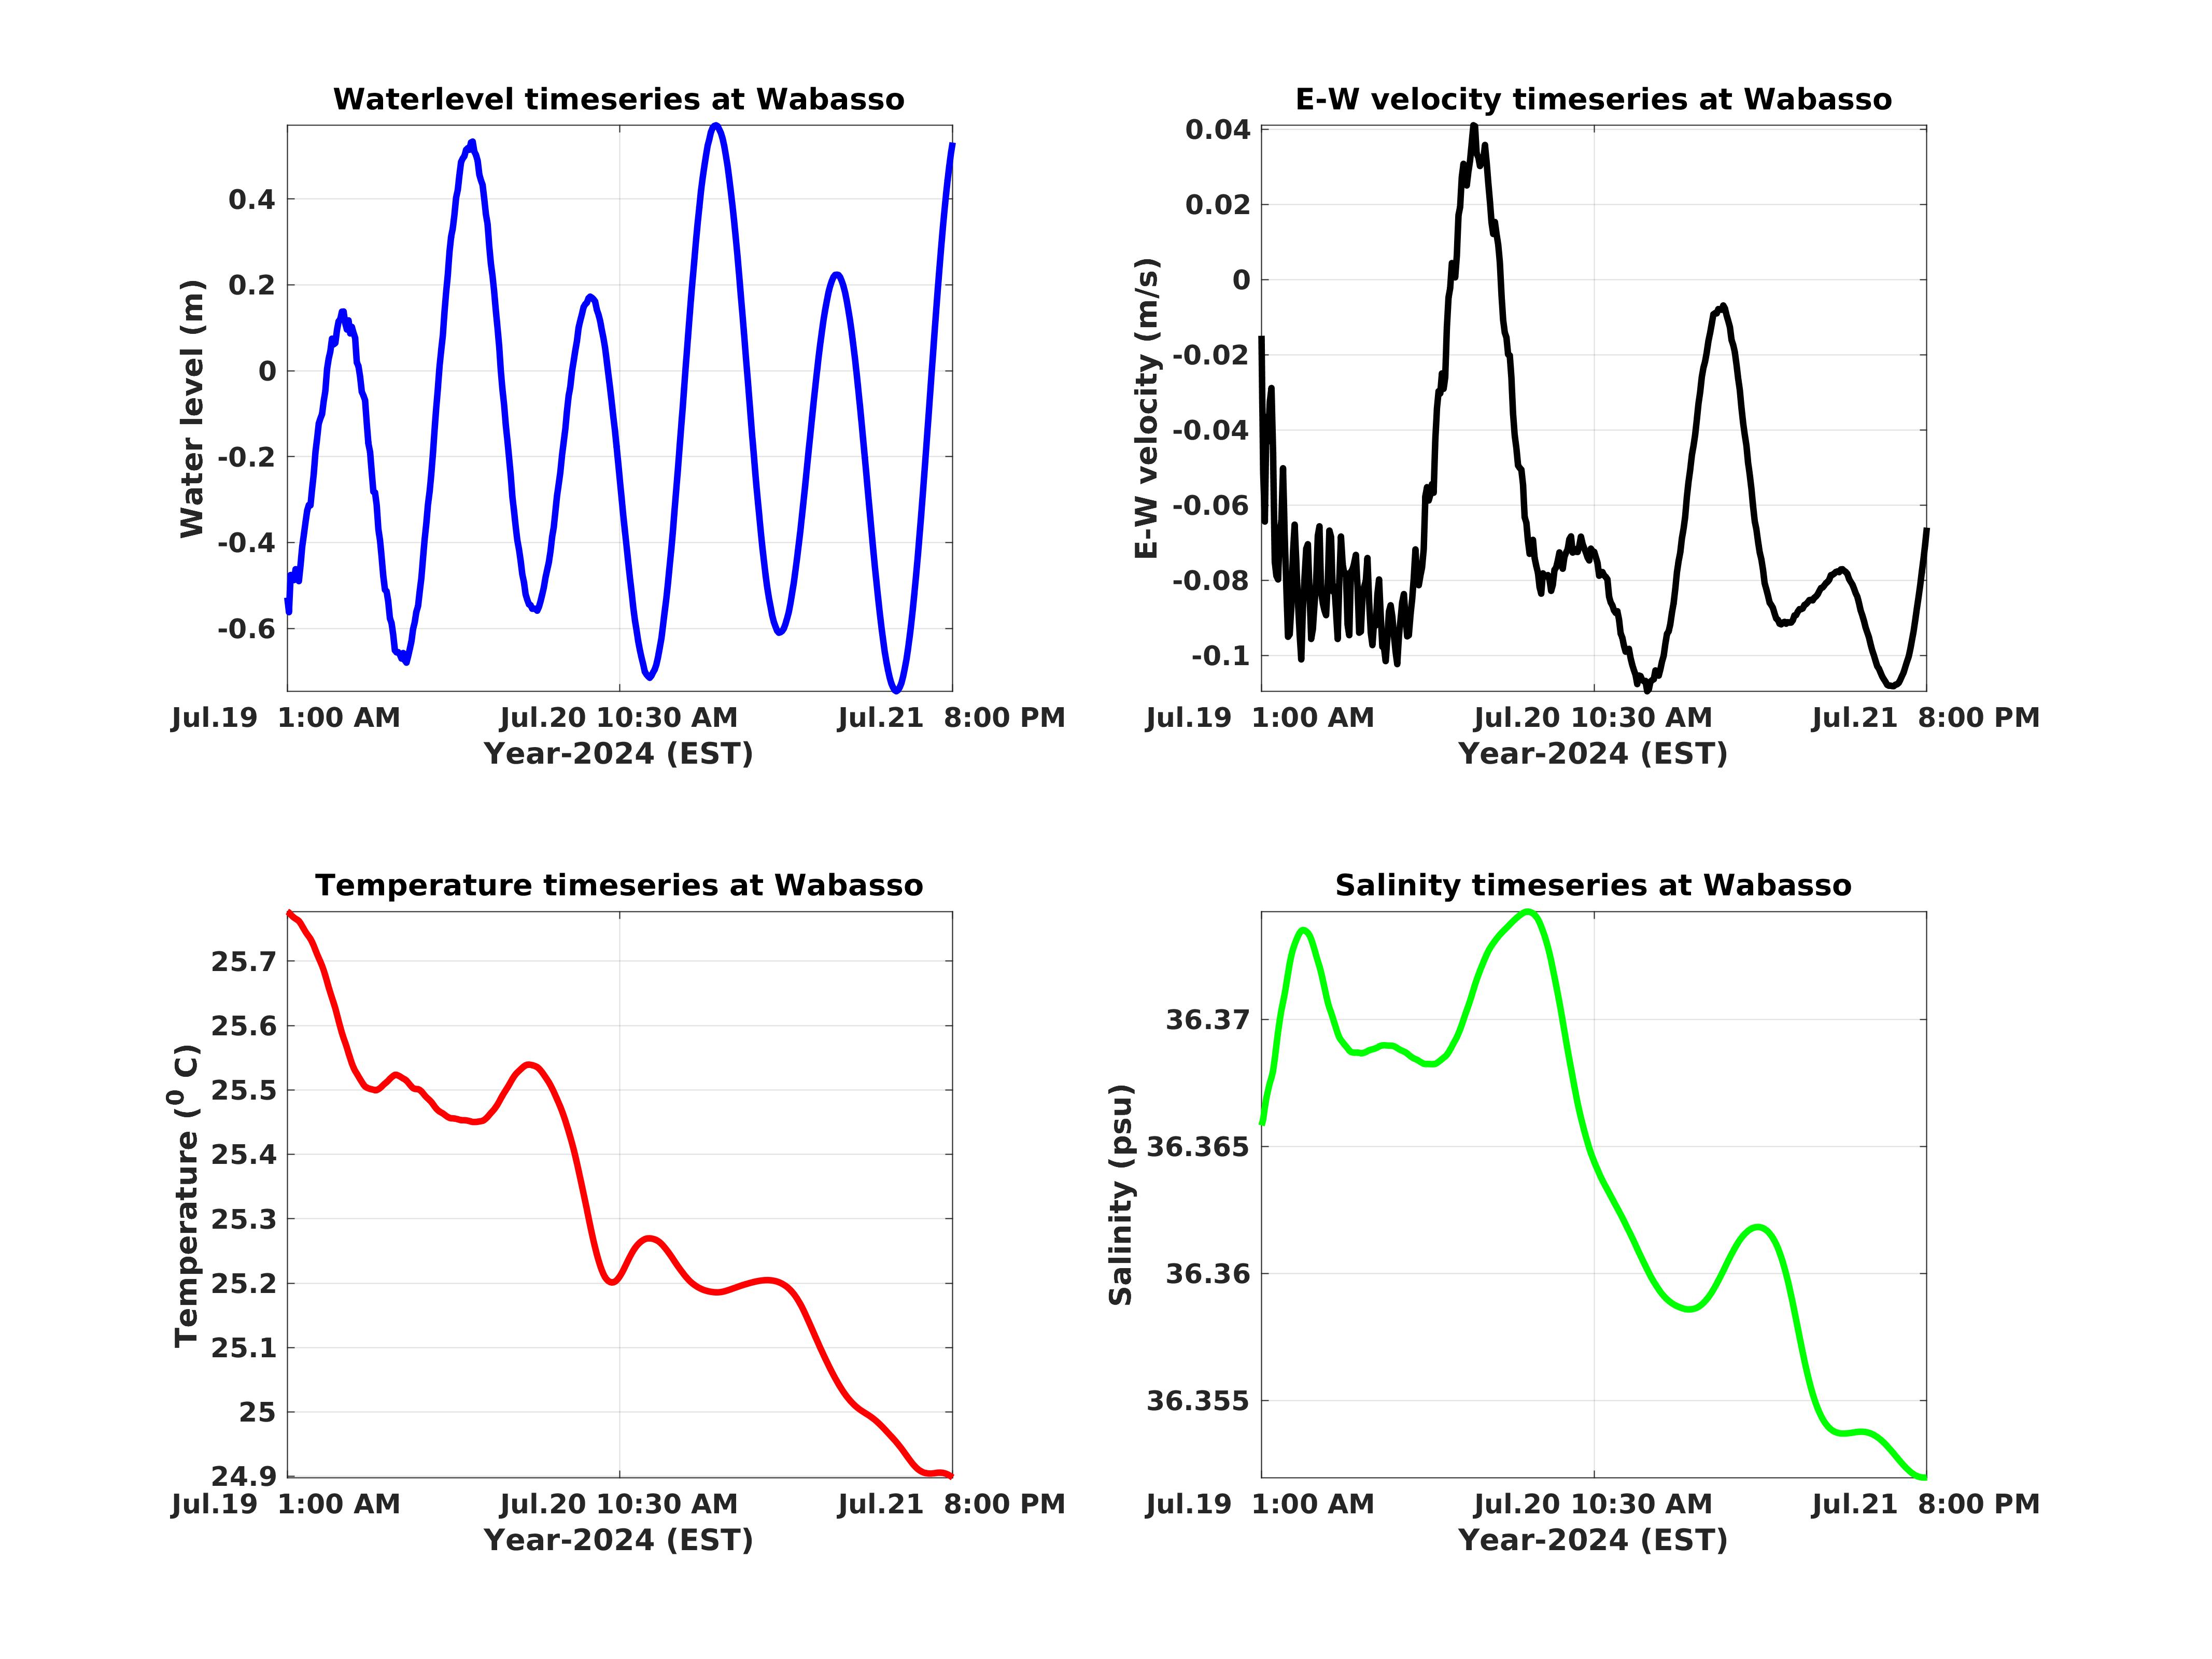 Waterlevel timeseries at Wabasso
0.4
0.2
0
-0.2
-0.4
-0.6
Water level (m)
Jul.19 1:00 AM
Jul.20 10:30 AM
Jul.21 8:00 PM
Year-2024 (EST)
E-W velocity timeseries at Wabasso
0.04
0.02
0
-0.02
-0.04
-0.06
-0.08
-0.1
E-W velocity (m/s)
Jul.19 1:00 AM
Jul.20 10:30 AM
Jul.21 8:00 PM
Year-2024 (EST)
Temperature timeseries at Wabasso
25.7
25.6
25.5
25.4
25.3
25.2
25.1
25
24.9
Temperature (⁰ C)
Jul.19 1:00 AM
Jul.20 10:30 AM
Jul.21 8:00 PM
Year-2024 (EST)
Salinity timeseries at Wabasso
36.37
36.365
36.36
36.355
Salinity (psu)
Jul.19 1:00 AM
Jul.20 10:30 AM
Jul.21 8:00 PM
Year-2024 (EST)